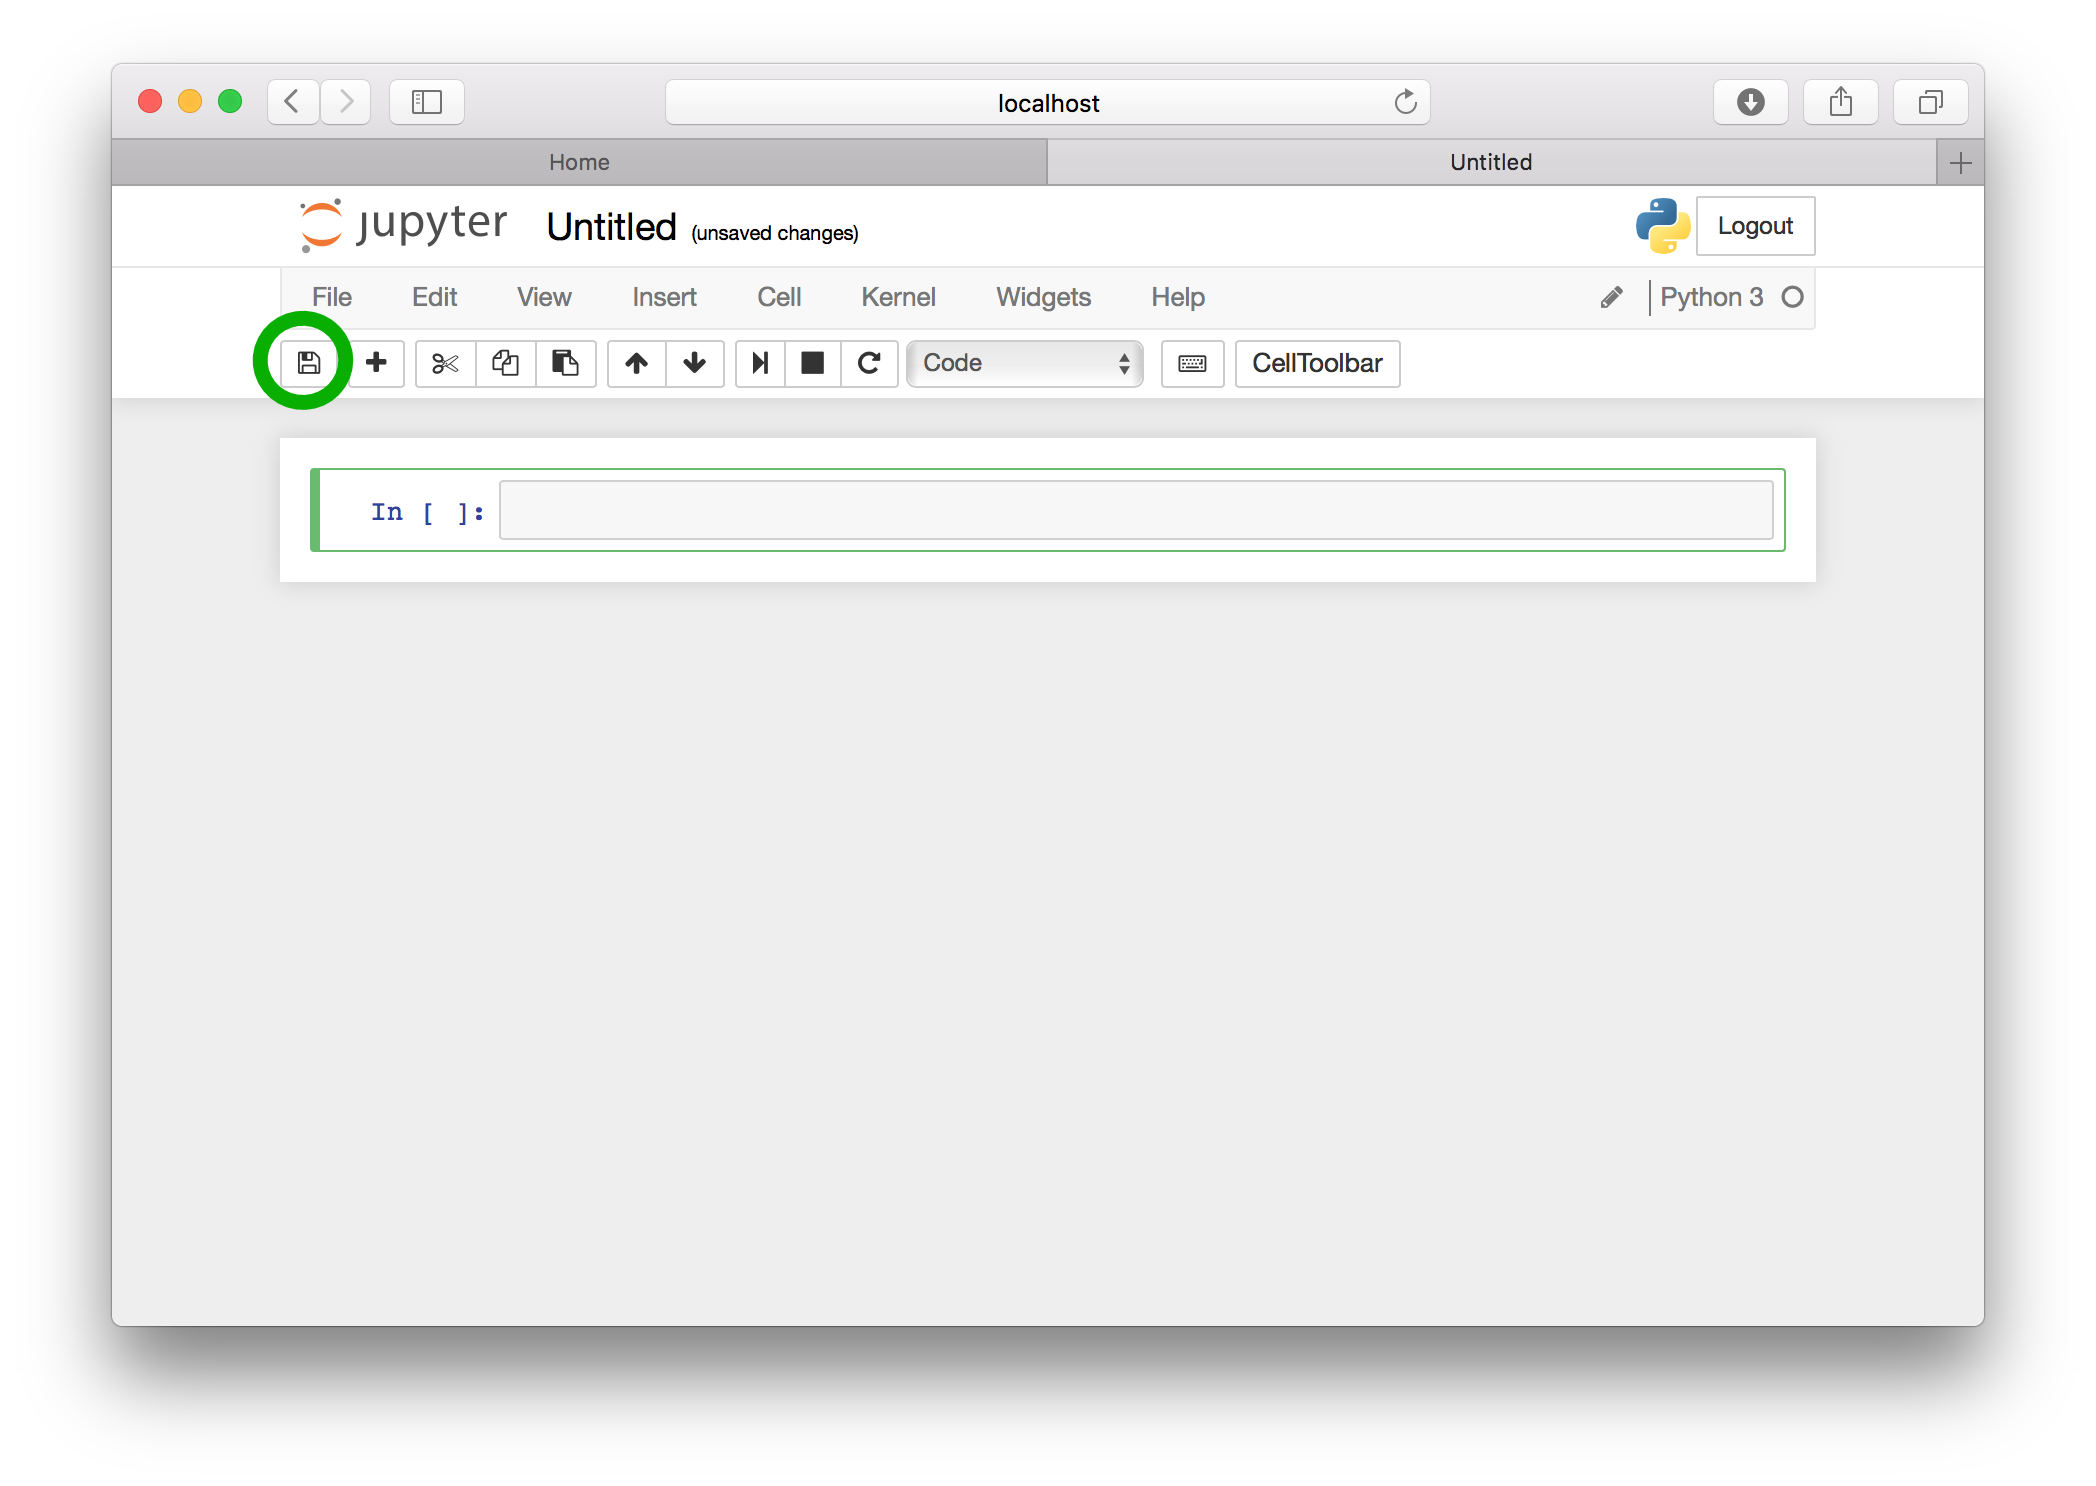 localhost
Home Untitled
jupyter Untitled (unsaved changes) Logout
File Edit View Insert Cell Kernel Widgets Help Python 3
Code CellToolbar
In [ ]: